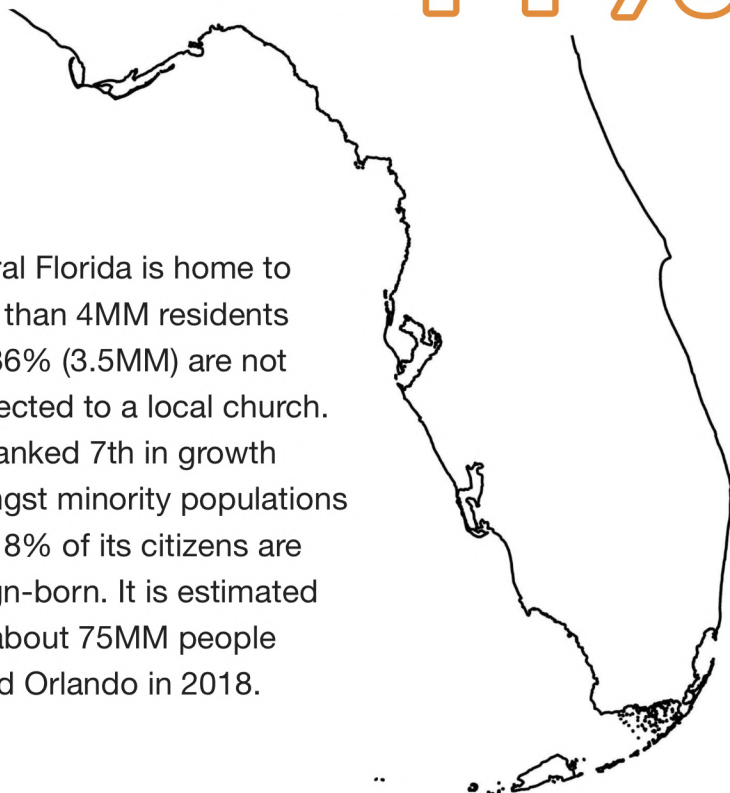 ral Florida is home to
than 4MM residents
6% (3.5MM) are not
ected to a local church.
anked 7th in growth
gst minority populations
8% of its citizens are
n-born. It is estimated
about 75MM people
d Orlando in 2018.